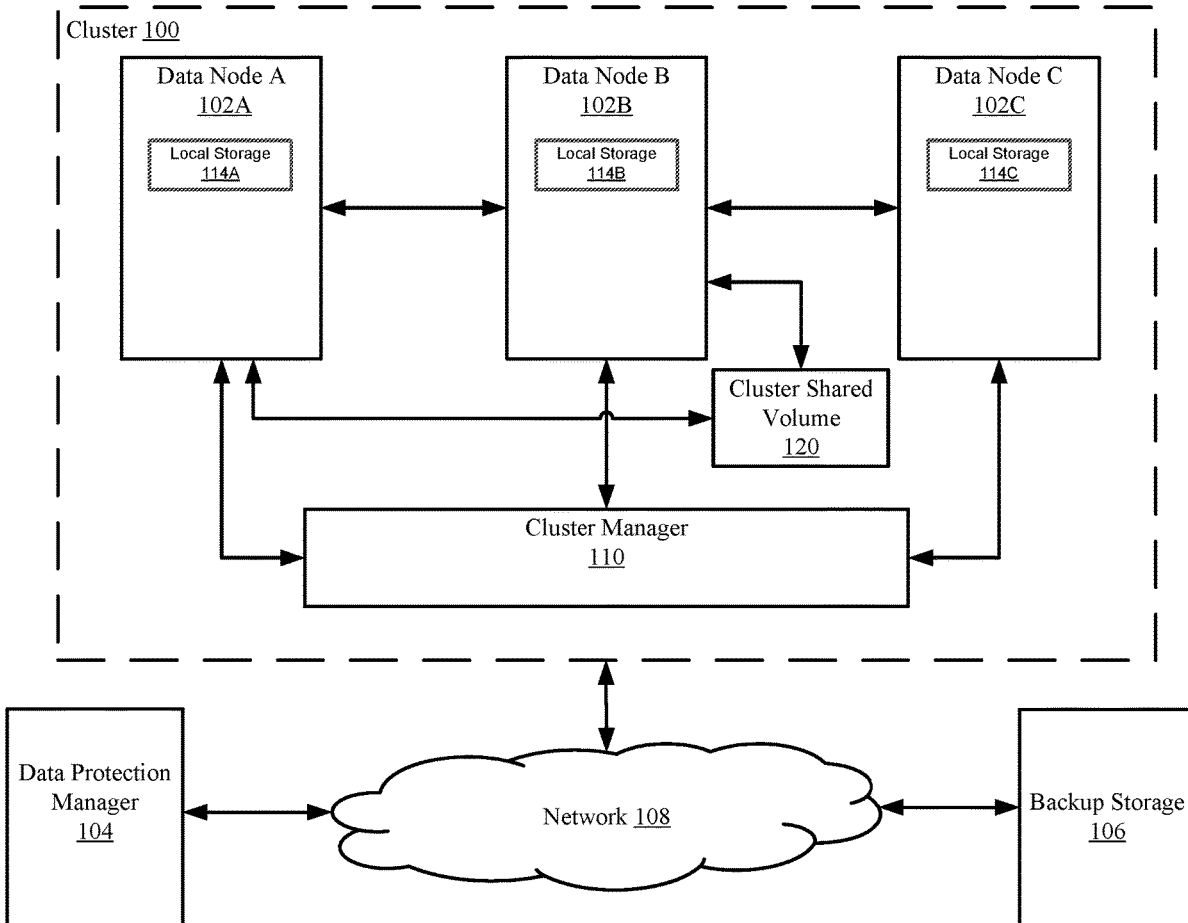 Cluster 100
Data Node A
102A
Local Storage
114A
Data Node B
102B
Local Storage
114B
Data Node C
102C
Local Storage
114C
Cluster Shared
Volume
120
Cluster Manager
110
Data Protection
Manager
104
Network 108
Backup Storage
106